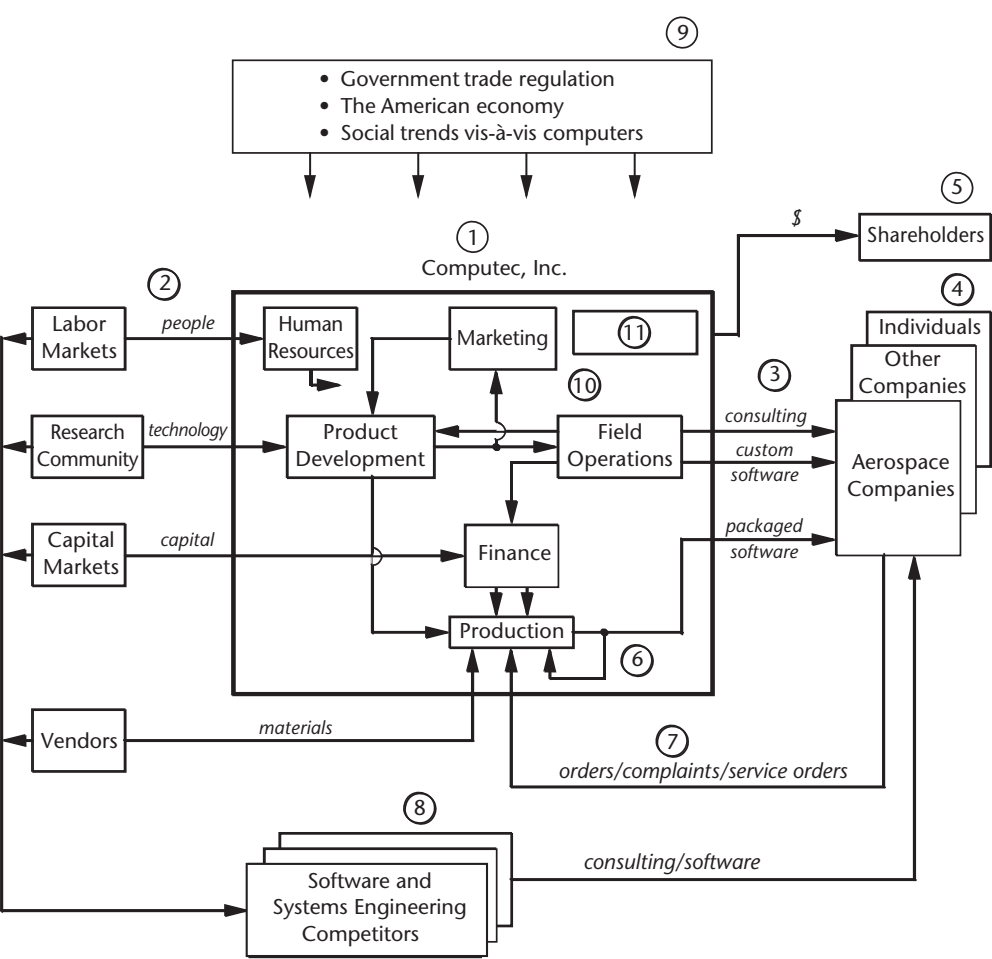 9
• Government trade regulation
• The American economy
• Social trends vis-à-vis computers
5
$
Shareholders
1
Computec, Inc.
2
4
Labor
Markets
people
Human
Resources
Marketing
11
Individuals
Other
Companies
3
10
Research
Community
technology
Product
Development
Field
Operations
consulting
custom
software
Aerospace
Companies
Capital
Markets
capital
Finance
packaged
software
Production
6
Vendors
materials
7
orders/complaints/service orders
8
consulting/software
Software and
Systems Engineering
Competitors